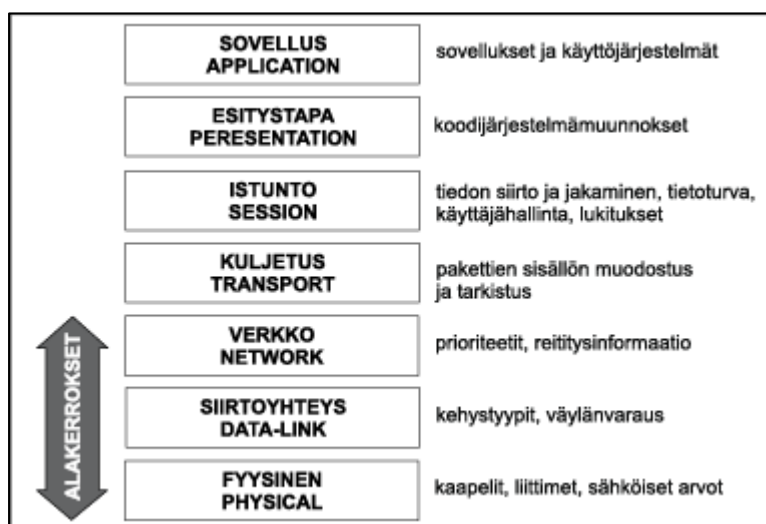 SOVELLUS
APPLICATION
sovellukset ja käyttöjärjestelmät
ESITYSTAPA
PERESENTATION
koodijärjestelmämuunnokset
ISTUNTO
SESSION
tiedon siirto ja jakaminen, tietoturva,
käyttäjähallinta, lukitukset
KULJETUS
TRANSPORT
pakettien sisällön muodostus
ja tarkistus
VERKKO
NETWORK
prioriteetit, reititysinformaatio
SIIRTOYHTEYS
DATA-LINK
kehystyypit, väylänvaraus
FYYSINEN
PHYSICAL
kaapelit, liittimet, sähköiset arvot
ALAKERROKSET